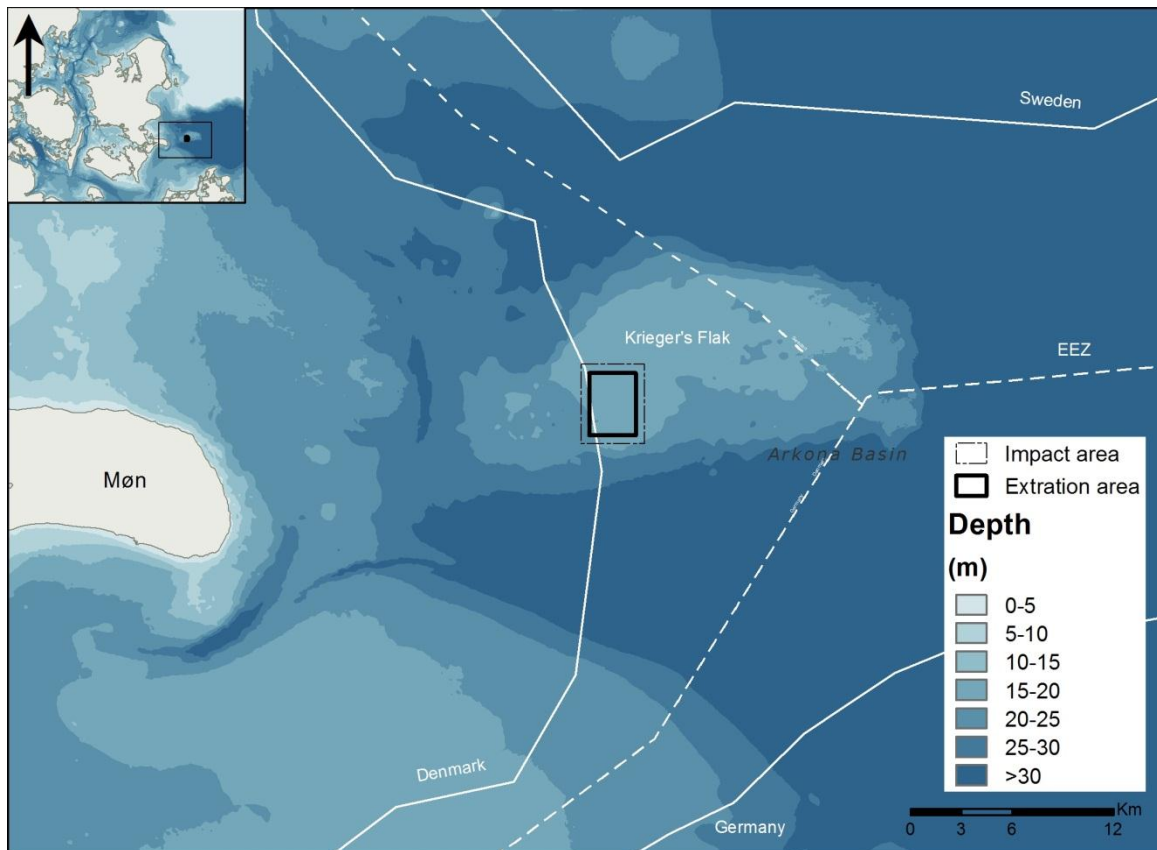 Sweden
Krieger's Flak
EEZ
Arkona Basin
Møn
Denmark
Germany
Impact area
Extration area
Depth
(m)
0-5
5-10
10-15
15-20
20-25
25-30
>30
Km
0 3 6 12